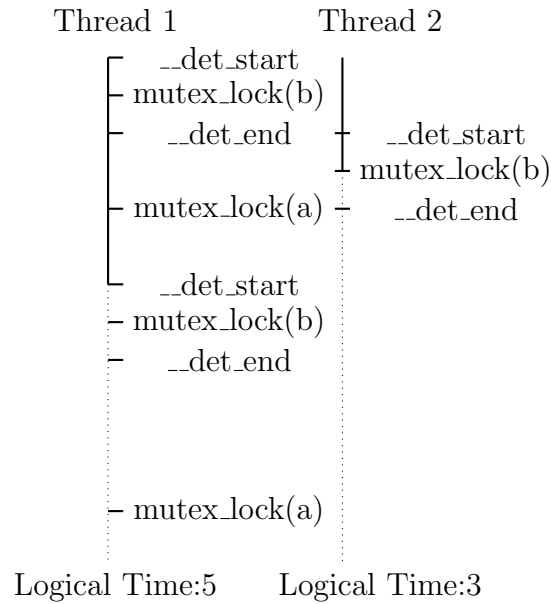 Thread 1 Thread 2
__det_start
mutex_lock(b)
__det_end __det_start
mutex_lock(b)
mutex_lock(a) __det_end
__det_start
mutex_lock(b)
__det_end
mutex_lock(a)
Logical Time:5 Logical Time:3